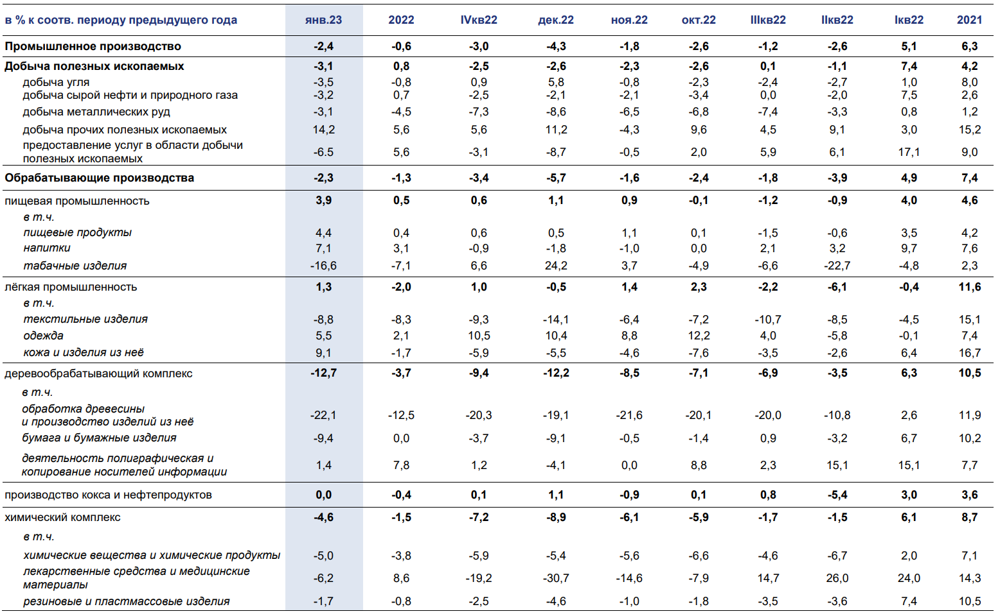 в % к соотв. периоду предыдущего года янв.23 2022 IVкв22 дек.22 ноя.22 окт.22 IIIкв22 IIкв22 Iкв22 2021
Промышленное производство -2,4 -0,6 -3,0 -4,3 -1,8 -2,6 -1,2 -2,6 5,1 6,3
Добыча полезных ископаемых -3,1 0,8 -2,5 -2,6 -2,3 -2,6 0,1 -1,1 7,4 4,2
добыча угля -3,5 -0,8 0,9 5,8 -0,8 -2,3 -2,4 -2,7 1,0 8,0
добыча сырой нефти и природного газа -3,2 0,7 -2,5 -2,1 -2,1 -3,4 0,0 -2,0 7,5 2,6
добыча металлических руд -3,1 -4,5 -7,3 -8,6 -6,5 -6,8 -7,4 -3,3 0,8 1,2
добыча прочих полезных ископаемых 14,2 5,6 5,6 11,2 -4,3 9,6 4,5 9,1 3,0 15,2
предоставление услуг в области добычи
полезных ископаемых -6.5 5,6 -3,1 -8,7 -0,5 2,0 5,9 6,1 17,1 9,0
Обрабатывающие производства -2,3 -1,3 -3,4 -5,7 -1,6 -2,4 -1,8 -3,9 4,9 7,4
пищевая промышленность 3,9 0,5 0,6 1,1 0,9 -0,1 -1,2 -0,9 4,0 4,6
в т.ч.
пищевые продукты 4,4 0,4 0,6 0,5 1,1 0,1 -1,5 -0,6 3,5 4,2
напитки 7,1 3,1 -0,9 -1,8 -1,0 0,0 2,1 3,2 9,7 7,6
табачные изделия -16,6 -7,1 6,6 24,2 3,7 -4,9 -6,6 -22,7 -4,8 2,3
лёгкая промышленность 1,3 -2,0 1,0 -0,5 1,4 2,3 -2,2 -6,1 -0,4 11,6
в т.ч.
текстильные изделия -8,8 -8,3 -9,3 -14,1 -6,4 -7,2 -10,7 -8,5 -4,5 15,1
одежда 5,5 2,1 10,5 10,4 8,8 12,2 4,0 -5,8 -0,1 7,4
кожа и изделия из неё 9,1 -1,7 -5,9 -5,5 -4,6 -7,6 -3,5 -2,6 6,4 16,7
деревообрабатывающий комплекс -12,7 -3,7 -9,4 -12,2 -8,5 -7,1 -6,9 -3,5 6,3 10,5
в т.ч.
обработка древесины
и производство изделий из неё -22,1 -12,5 -20,3 -19,1 -21,6 -20,1 -20,0 -10,8 2,6 11,9
бумага и бумажные изделия -9,4 0,0 -3,7 -9,1 -0,5 -1,4 0,9 -3,2 6,7 10,2
деятельность полиграфическая и
копирование носителей информации 1,4 7,8 1,2 -4,1 0,0 8,8 2,3 15,1 15,1 7,7
производство кокса и нефтепродуктов 0,0 -0,4 0,1 1,1 -0,9 0,1 0,8 -5,4 3,0 3,6
химический комплекс -4,6 -1,5 -7,2 -8,9 -6,1 -5,9 -1,7 -1,5 6,1 8,7
в т.ч.
химические вещества и химические продукты -5,0 -3,8 -5,9 -5,4 -5,6 -6,6 -4,6 -6,7 2,0 7,1
лекарственные средства и медицинские
материалы -6,2 8,6 -19,2 -30,7 -14,6 -7,9 14,7 26,0 24,0 14,3
резиновые и пластмассовые изделия -1,7 -0,8 -2,5 -4,6 -1,0 -1,8 -3,5 -3,6 7,4 10,5